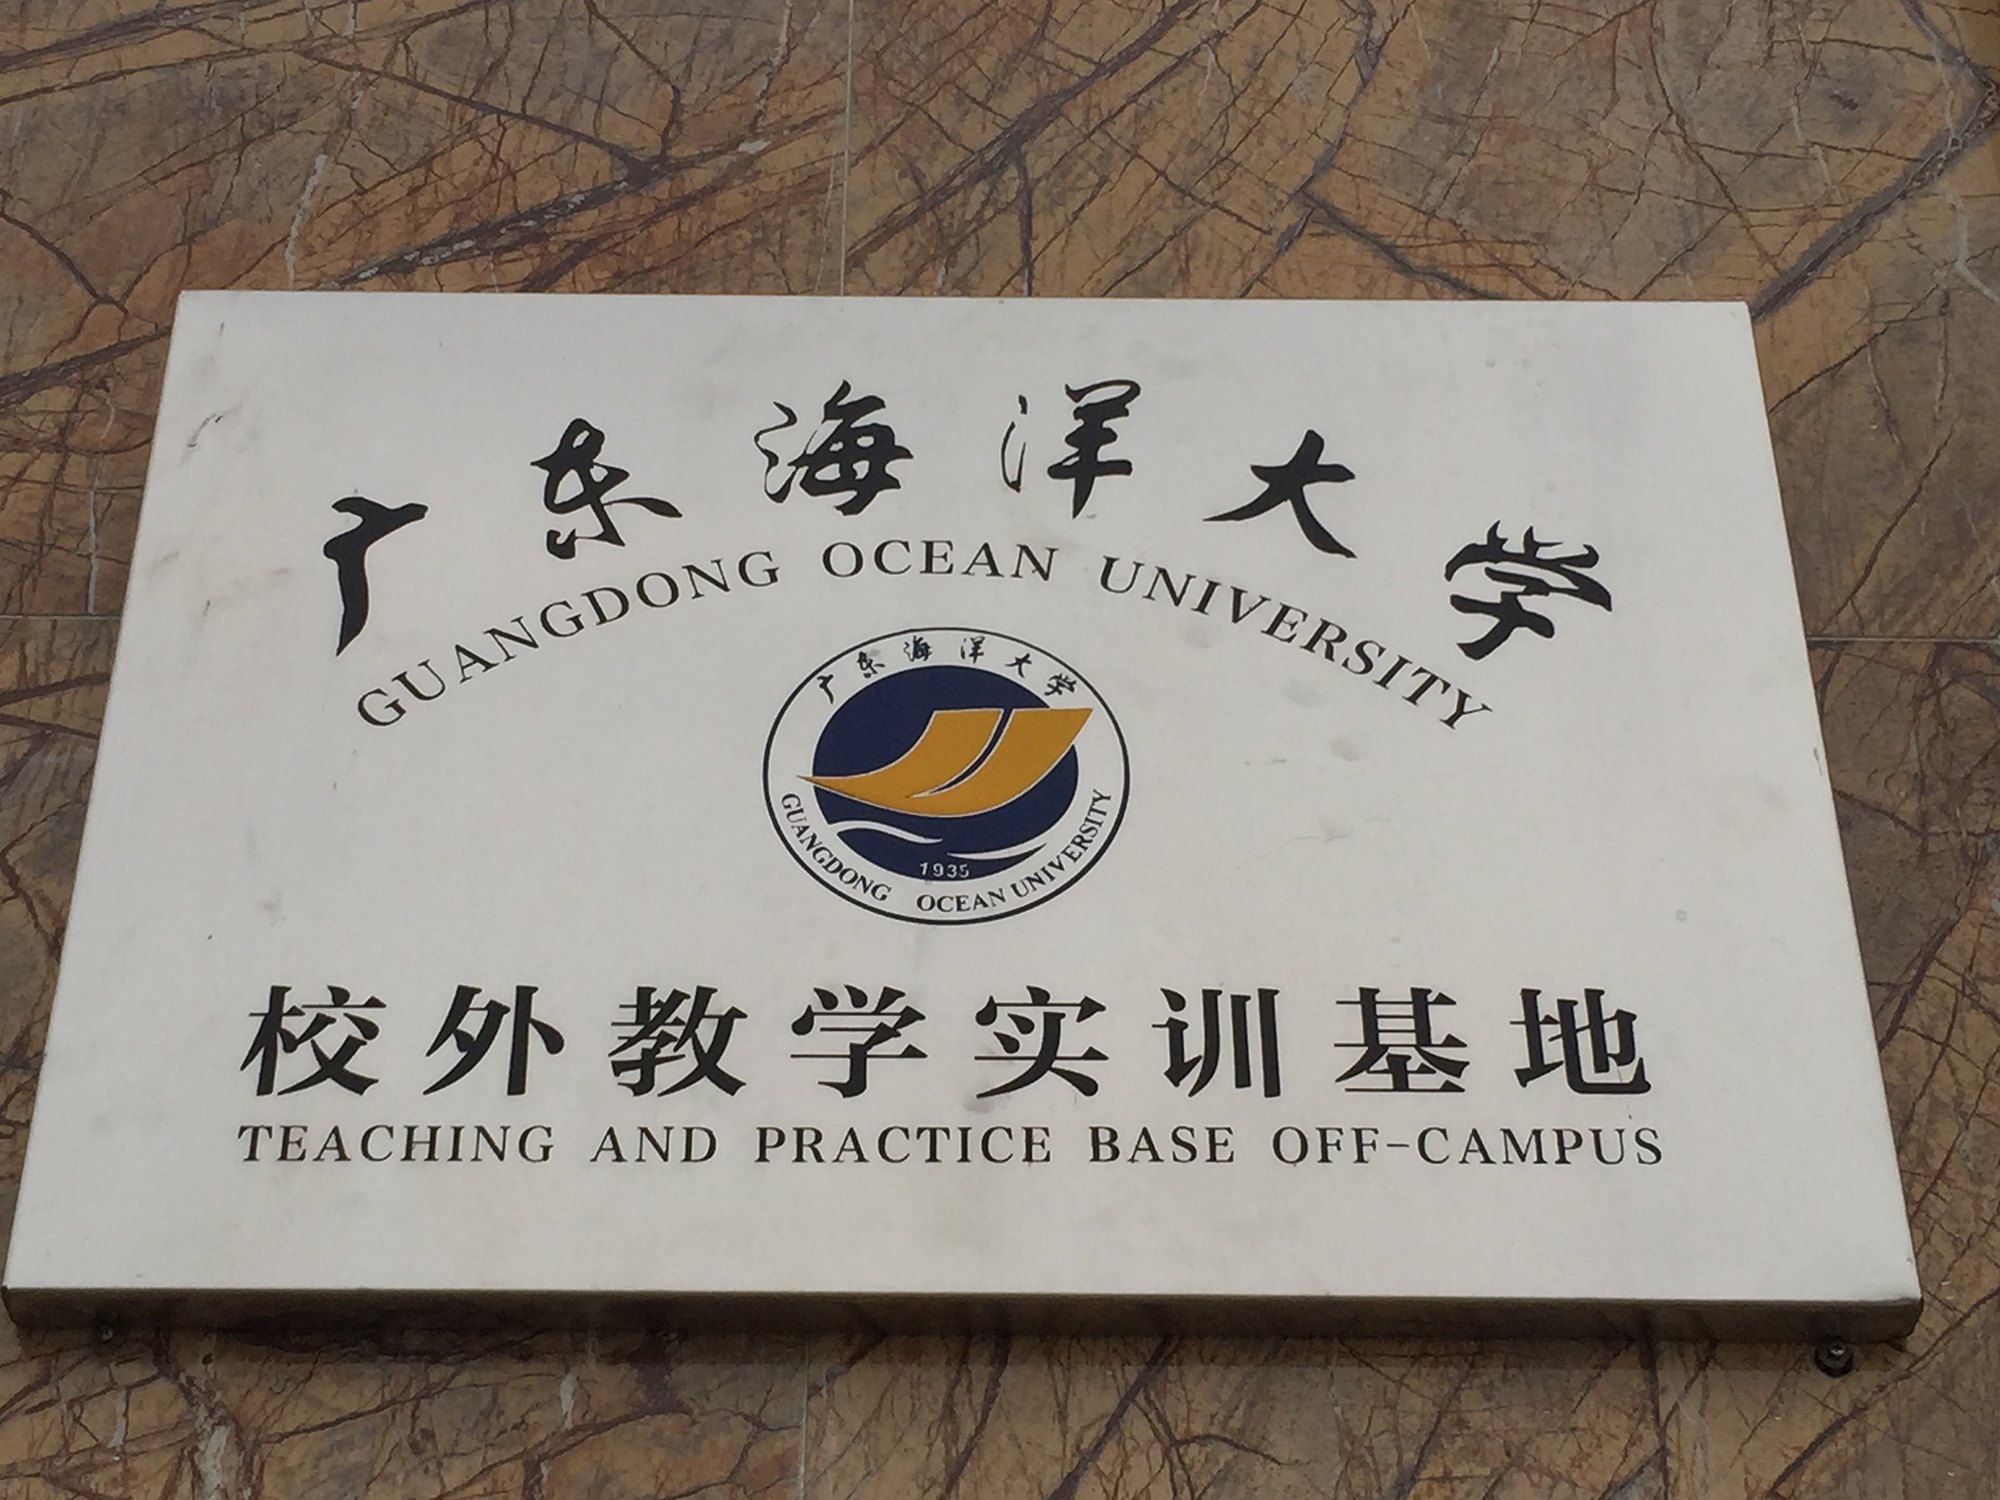 广东海洋大学
GUANGDONG OCEAN UNIVERSITY
广东海洋大学
1935
GUANGDONG OCEAN UNIVERSITY
校外教学实训基地
TEACHING AND PRACTICE BASE OFF-CAMPUS